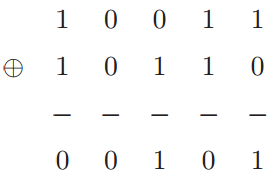 1 0 0 1 1
⊕ 1 0 1 1 0
– – – – –
0 0 1 0 1